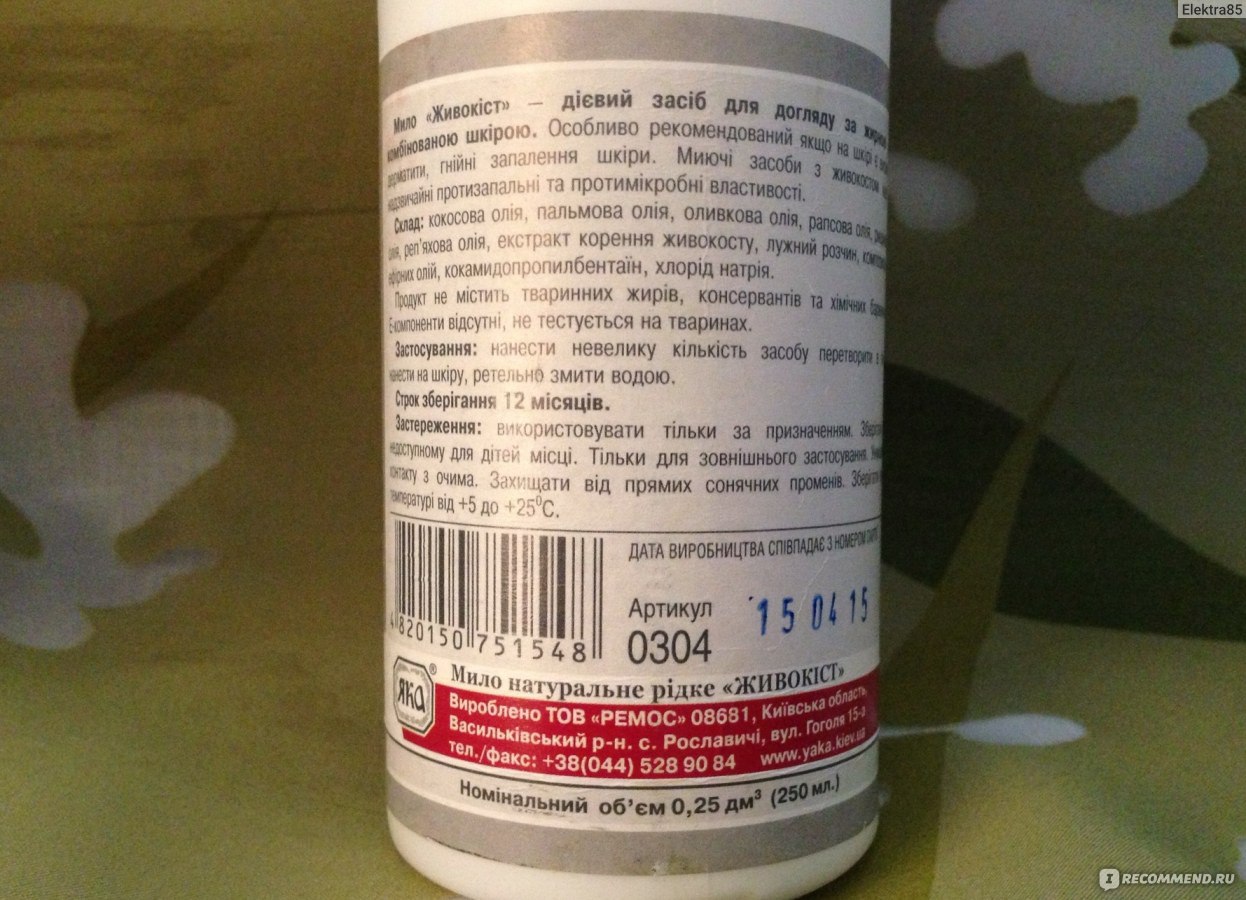 Elektra85
Мило «Живокіст» – дієвий засіб для догляду за
комбінованою шкірою. Особливо рекомендований якщо на шкірі є
дерматити, гнійні запалення шкіри. Миючі засоби з живокостом
надзвичайні протизапальні та протимікробні властивості.
Склад: кокосова олія, пальмова олія, оливкова олія, рапсова олія,
олія, реп'яхова олія, екстракт корення живокосту, лужний розчин,
ефірних олій, кокамидопропилбентаїн, хлорід натрія.
Продукт не містить тваринних жирів, консервантів та хімічних
Е-компоненти відсутні, не тестується на тваринах.
Застосування: нанести невелику кількість засобу перетворити в
нанести на шкіру, ретельно змити водою.
Строк зберігання 12 місяців.
Застереження: використовувати тільки за призначенням.
недоступному для дітей місці. Тільки для зовнішнього застосування.
контакту з очима. Захищати від прямих сонячних променів.
температурі від +5 до +25⁰С.
ДАТА ВИРОБНИЦТВА СПІВПАДАЄ З НОМЕРОМ
Артикул 15 04 15
0304
4 820150 751548
ЯКА ®
Мило натуральне рідке «ЖИВОКІСТ»
Вироблено ТОВ «РЕМОС» 08681, Київська область,
Васильківський р-н. с. Рославичі, вул. Гоголя 15-а
тел./факс: +38(044) 528 90 84 www.yaka.kiev.ua
Номінальний об'єм 0,25 дм³ (250 мл.)
IRECOMMEND.RU